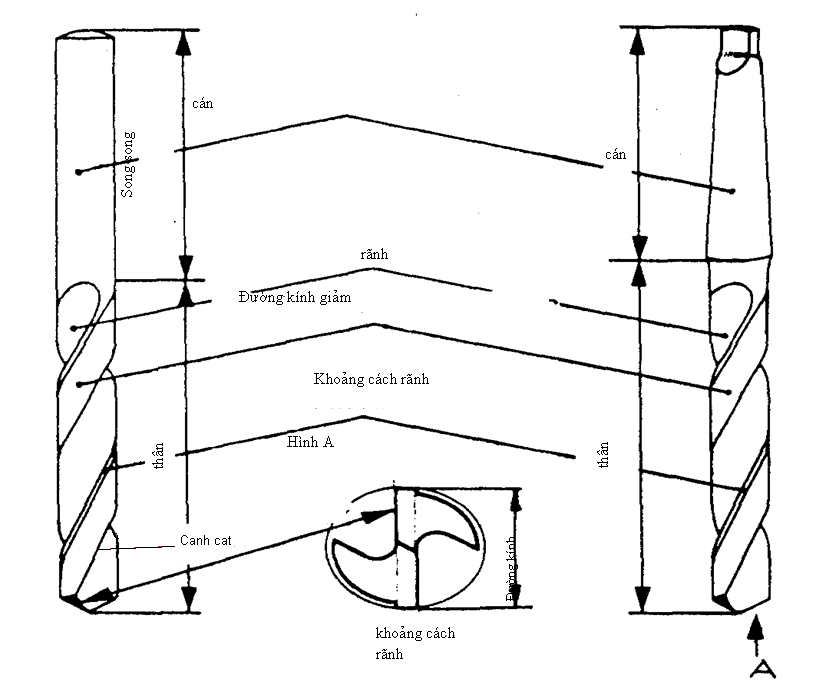 cán
Song song
cán
rãnh
Đường kính giảm
Khoảng cách rãnh
Hình A
thân
thân
Canh cat
Đường kính
khoảng cách
rãnh
A